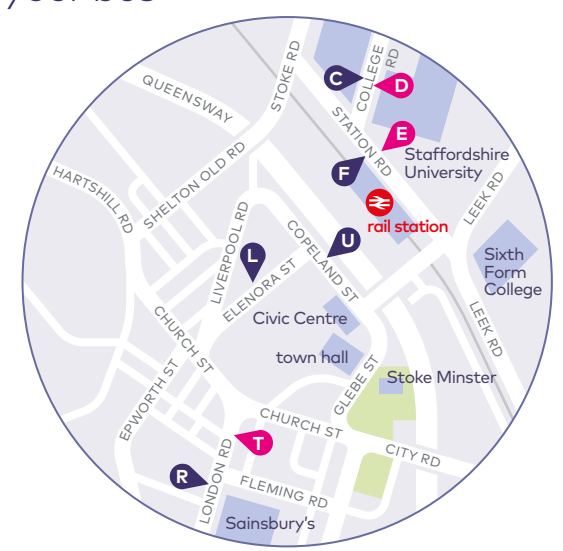 your bus
STOKE RD
COLLEGE RD
C
D
QUEENSWAY
STATION RD
E
Staffordshire
University
F
SHELTON OLD RD
HARTSHILL RD
LEEK RD
rail station
LIVERPOOL RD
COPELAND ST
U
L
Sixth
Form
College
ELENORA ST
Civic Centre
LEEK RD
CHURCH ST
town hall
GLEBE ST
Stoke Minster
EPWORTH ST
CHURCH ST
T
CITY RD
LONDON RD
R
FLEMING RD
Sainsbury's